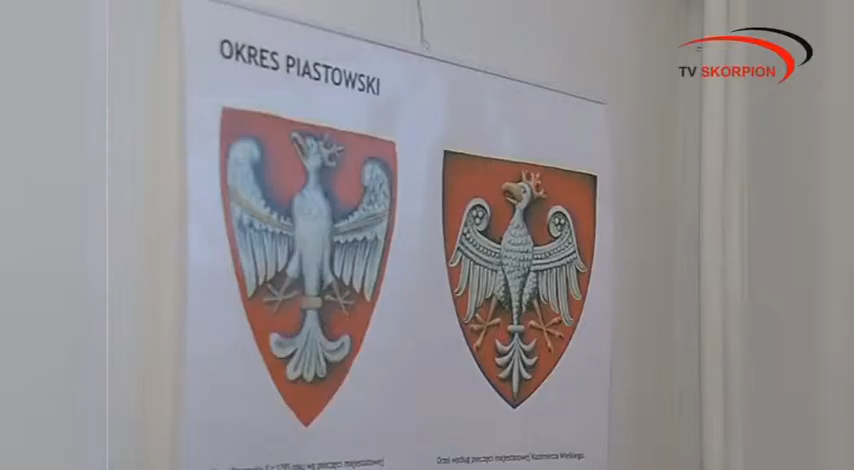 TV SKORPION
OKRES PIASTOWSKI
Orzeł według pieczęci majestatowej Kazimierza Wielkiego.